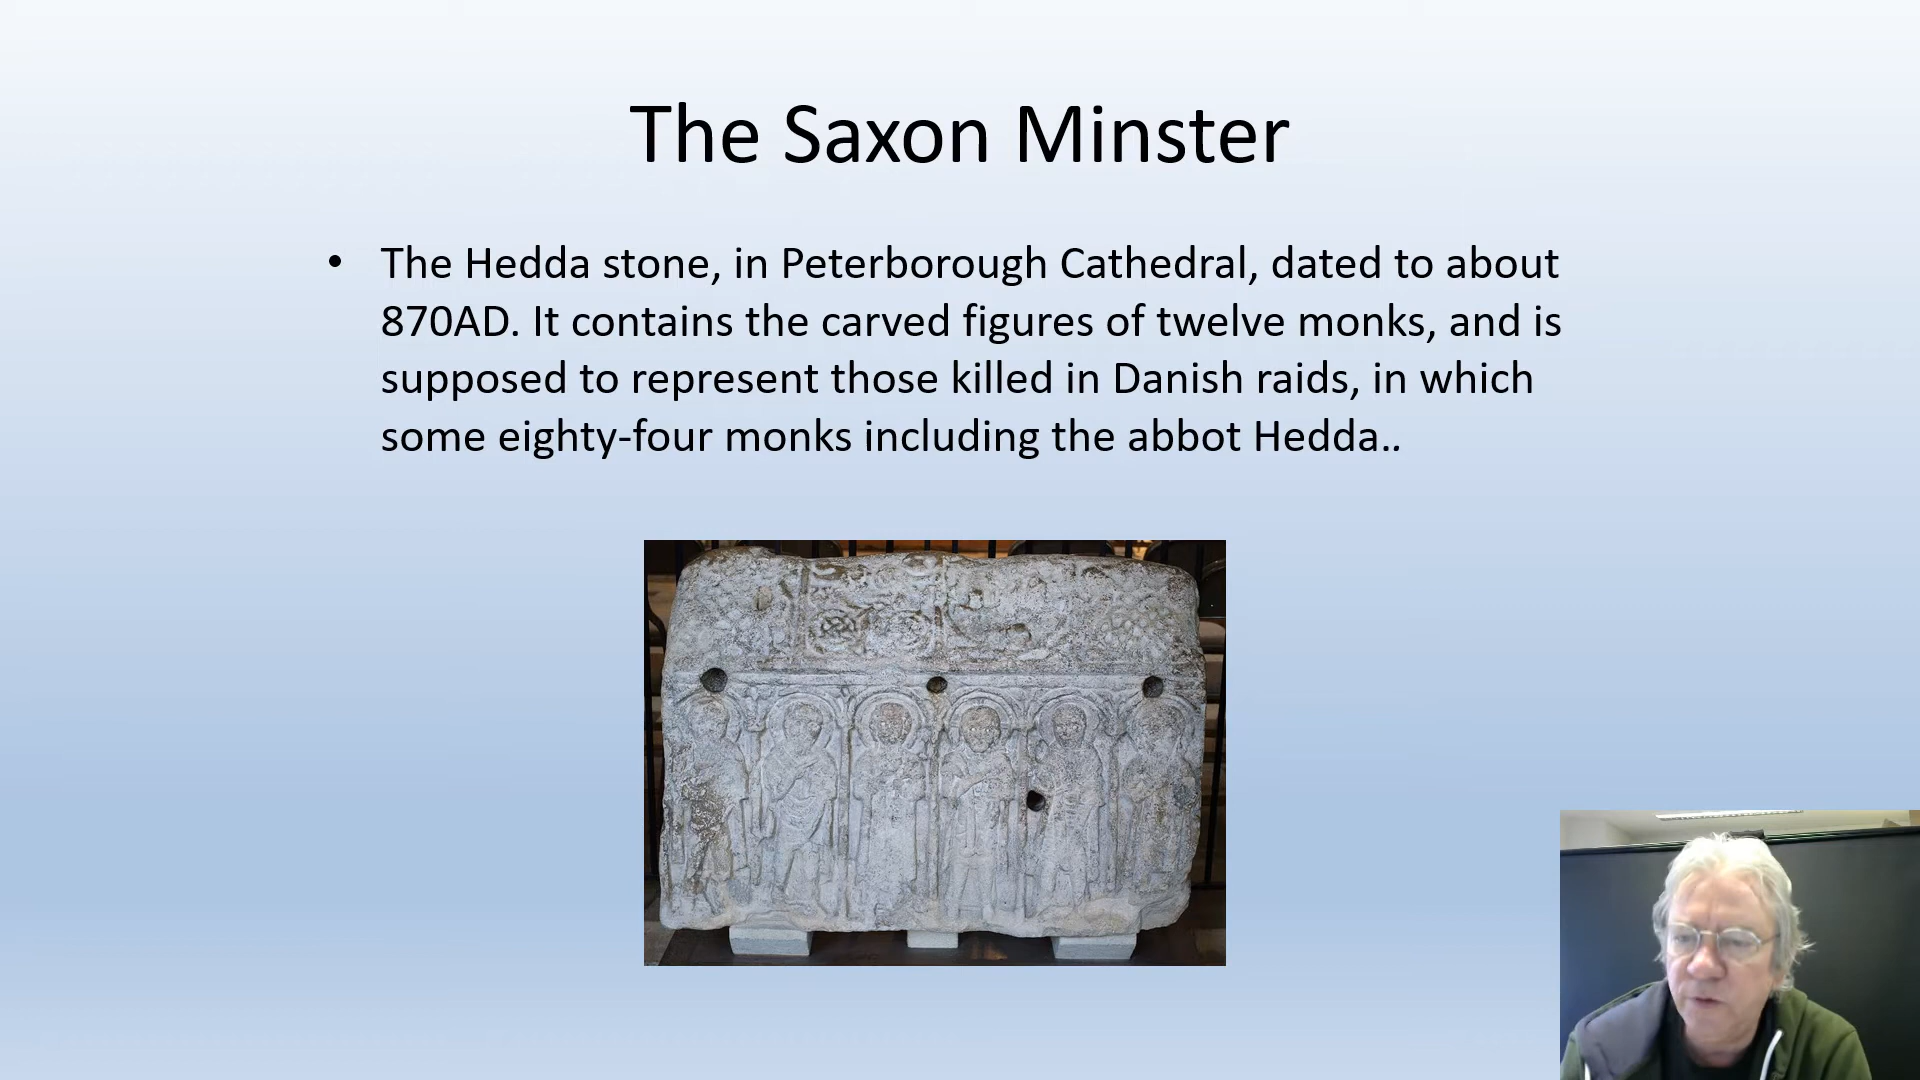 The Saxon Minster
• The Hedda stone, in Peterborough Cathedral, dated to about
870AD. It contains the carved figures of twelve monks, and is
supposed to represent those killed in Danish raids, in which
some eighty-four monks including the abbot Hedda..